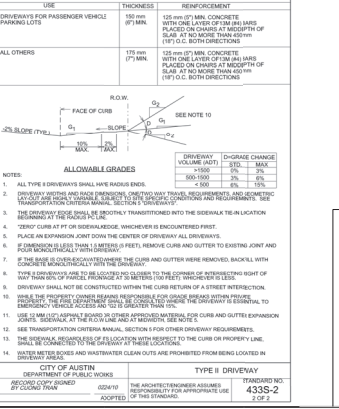 USE THICKNESS REINFORCEMENT
DRIVEWAYS FOR PASSENGER VEHICLE PARKING LOTS
150 mm (6") MIN.
125 mm (5") MIN. CONCRETE
WITH ONE LAYER OF 13M (#4) BARS
PLACED ON CHAIRS AT MIDDEPTH OF
SLAB AT NO MORE THAN 450 mm
(18") O.C. BOTH DIRECTIONS
ALL OTHERS
175 mm (7") MIN.
125 mm (5") MIN. CONCRETE
WITH ONE LAYER OF 13M (#4) BARS
PLACED ON CHAIRS AT MIDDEPTH OF
SLAB AT NO MORE THAN 450 mm
(18") O.C. BOTH DIRECTIONS
R.O.W.
FACE OF CURB
G2
SEE NOTE 10
2% SLOPE (TYP.)
G1
SLOPE
G1
D
D
10% MAX.
2% MAX.
ALLOWABLE GRADES
DRIVEWAY VOLUME (ADT) D=GRADE CHANGE
STD. MAX
>1500 0% 3%
500-1500 3% 6%
< 500 6% 15%
NOTES:
1. ALL TYPE II DRIVEWAYS SHALL HAVE RADIUS ENDS.
2. DRIVEWAY WIDTHS AND RADII DIMENSIONS, ONE/TWO WAY TRAVEL REQUIREMENTS, AND GEOMETRIC
LAY-OUT ARE HIGHLY VARIABLE, SUBJECT TO SITE SPECIFIC CONDITIONS AND REQUIREMENTS. SEE
TRANSPORTATION CRITERIA MANUAL, SECTION 5 "DRIVEWAYS".
3. THE DRIVEWAY EDGE SHALL BE SMOOTHLY TRANSITIONED INTO THE SIDEWALK TIE-IN LOCATION
BEGINNING AT THE RADIUS PC LINE.
4. "ZERO" CURB AT PT OR SIDEWALK EDGE, WHICHEVER IS ENCOUNTERED FIRST.
5. PLACE AN EXPANSION JOINT DOWN THE CENTER OF DRIVEWAY ALL DRIVEWAYS.
6. IF DIMENSION IS LESS THAN 1.5 METERS (5 FEET), REMOVE CURB AND GUTTER TO EXISTING JOINT AND
POUR MONOLITHICALLY WITH DRIVEWAY.
7. IF THE BASE IS OVER-EXCAVATED WHERE THE CURB AND GUTTER WERE REMOVED, BACKFILL WITH
CONCRETE MONOLITHICALLY WITH THE DRIVEWAY.
8. TYPE II DRIVEWAYS ARE TO BE LOCATED NO CLOSER TO THE CORNER OF INTERSECTING RIGHT OF
WAY THAN 60% OF PARCEL FRONTAGE AT 30 METERS (100 FEET), WHICHEVER IS LESS.
9. DRIVEWAY SHALL NOT BE CONSTRUCTED WITHIN THE CURB RETURN OF A STREET INTERSECTION.
10. WHILE THE PROPERTY OWNER REMAINS RESPONSIBLE FOR GRADE BREAKS WITHIN PRIVATE
PROPERTY, THE FIRE DEPARTMENT SHALL BE CONSULTED WHERE THE DRIVEWAY IS ESSENTIAL TO
EMERGENCY VEHICLE ACCESS AND "G2 IS GREATER THAN 15%.
11. USE 12 MM (1/2") ASPHALT BOARD OR OTHER APPROVED MATERIAL FOR CURB AND GUTTER EXPANSION
JOINTS. SIDEWALK, AT THE R.O.W LINE AND AT MIDWIDTH. SEE NOTE 5.
12. SEE TRANSPORTATION CRITERIA MANUAL, SECTION 5 FOR OTHER DRIVEWAY REQUIREMENTS.
13. THE SIDEWALK, REGARDLESS OF ITS LOCATION WITH RESPECT TO THE CURB OR PROPERTY LINE,
SHALL BE CONNECTED TO THE DRIVEWAY AT THESE LOCATIONS.
14. WATER METER BOXES AND WASTEWATER CLEAN OUTS ARE PROHIBITED FROM BEING LOCATED IN
DRIVEWAY AREAS.
CITY OF AUSTIN
DEPARTMENT OF PUBLIC WORKS
TYPE II DRIVEWAY
RECORD COPY SIGNED
BY CUONG TRAN
02/24/10
ADOPTED
THE ARCHITECT/ENGINEER ASSUMES
RESPONSIBILITY FOR APPROPRIATE USE
OF THIS STANDARD.
STANDARD NO.
433S-2
2 OF 2